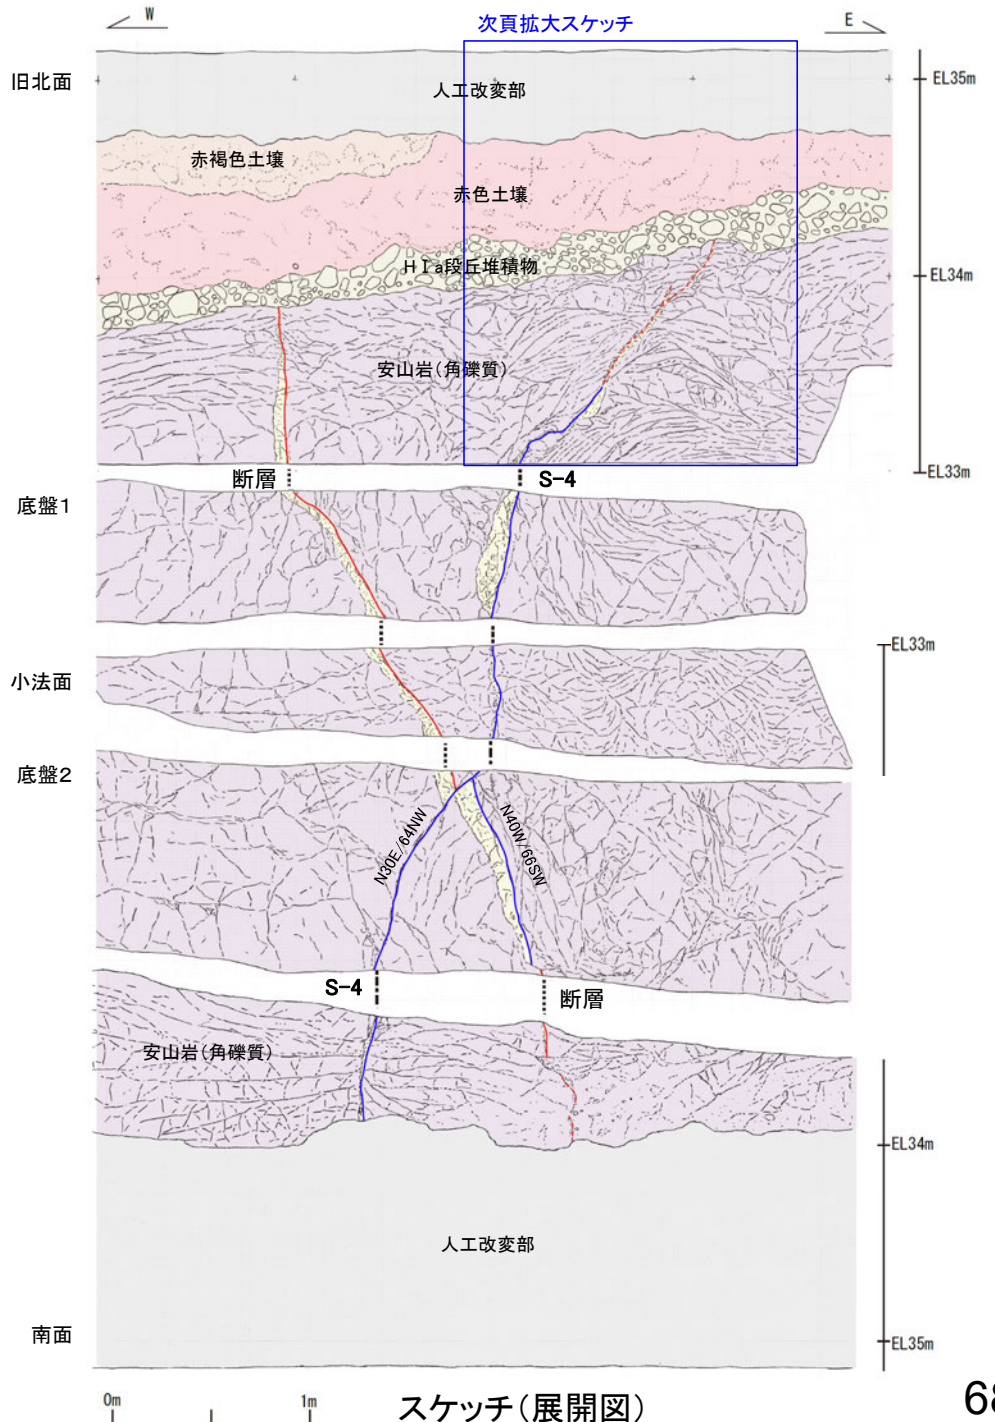 W
次頁拡大スケッチ
E
旧北面
人工改変部
EL35m
赤褐色土壌
赤色土壌
HⅠa段丘堆積物
EL34m
安山岩(角礫質)
断層
S-4
EL33m
底盤1
EL33m
小法面
底盤2
N30E/64NW
N40W/66SW
S-4
断層
安山岩(角礫質)
EL34m
人工改変部
南面
EL35m
0m
1m
スケッチ(展開図)
68